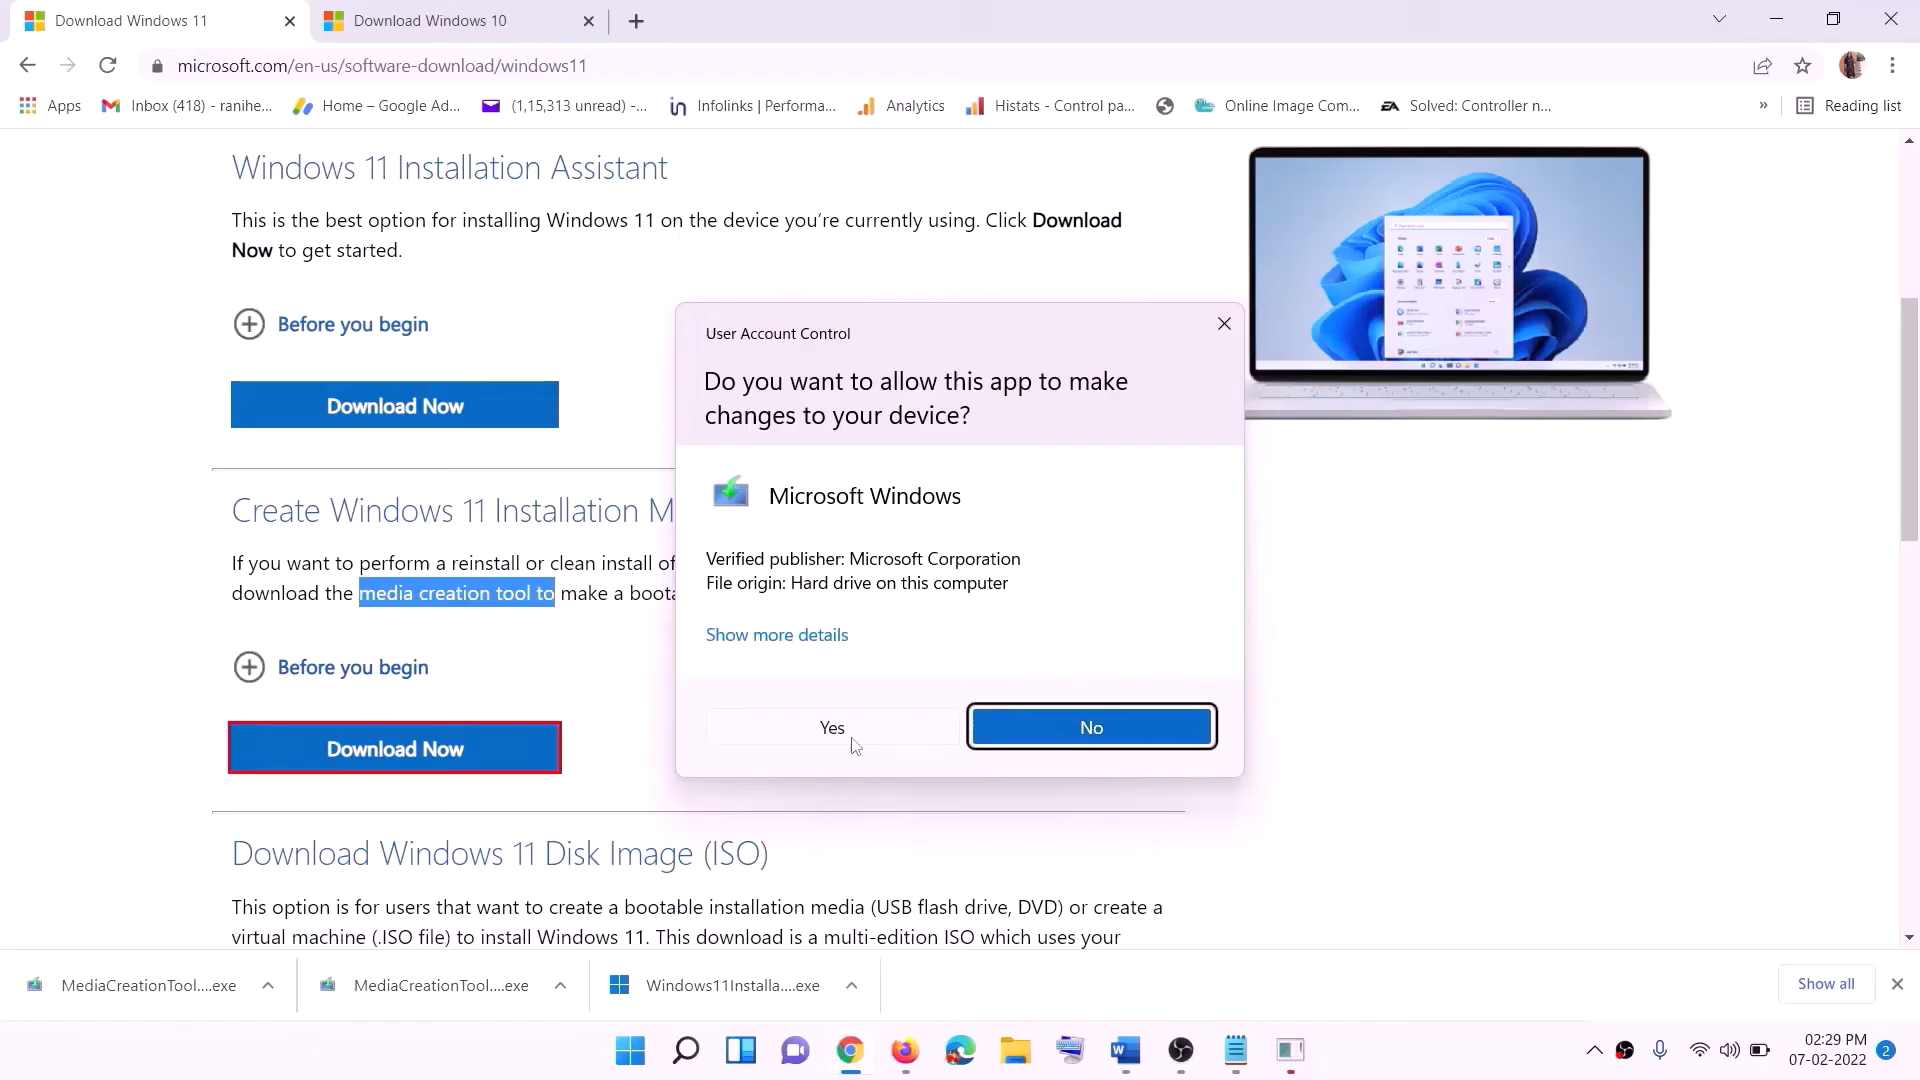 Download Windows 11
Download Windows 10
microsoft.com/en-us/software-download/windows11
Apps
Inbox (418) - ranihe...
Home – Google Ad...
(1,15,313 unread) -...
Infolinks | Performa...
Analytics
Histats - Control pa...
Online Image Com...
Solved: Controller n...
»
Reading list
Windows 11 Installation Assistant
This is the best option for installing Windows 11 on the device you’re currently using. Click Download
Now to get started.
Before you begin
Download Now
Create Windows 11 Installation M
If you want to perform a reinstall or clean install of
download the media creation tool to make a boota
Before you begin
Download Now
User Account Control
Do you want to allow this app to make
changes to your device?
Microsoft Windows
Verified publisher: Microsoft Corporation
File origin: Hard drive on this computer
Show more details
Yes
No
Download Windows 11 Disk Image (ISO)
This option is for users that want to create a bootable installation media (USB flash drive, DVD) or create a
virtual machine (.ISO file) to install Windows 11. This download is a multi-edition ISO which uses your
MediaCreationTool....exe
MediaCreationTool....exe
Windows11Installa....exe
Show all
02:29 PM
07-02-2022
2